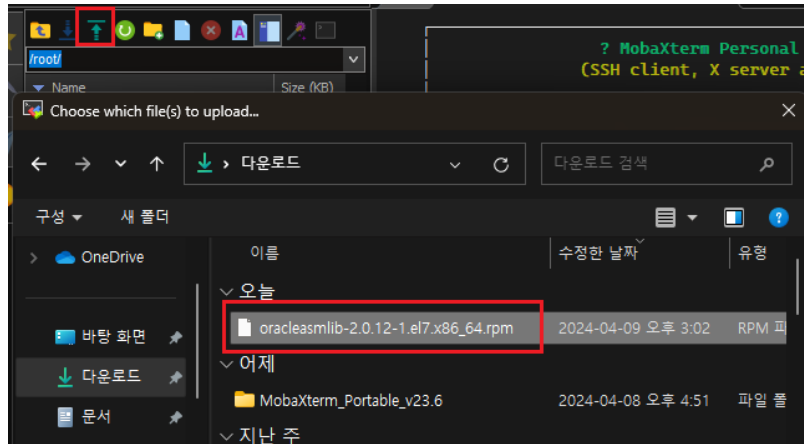 /root/
Name Size (KB)
? MobaXterm Personal
(SSH client, X server
Choose which file(s) to upload...
다운로드
다운로드 검색
구성 새 폴더
OneDrive
바탕 화면
다운로드
문서
이름 수정한 날짜 유형
오늘
oracleasmlib-2.0.12-1.el7.x86_64.rpm 2024-04-09 오후 3:02 RPM
어제
MobaXterm_Portable_v23.6 2024-04-08 오후 4:51 파일 폴
지난 주